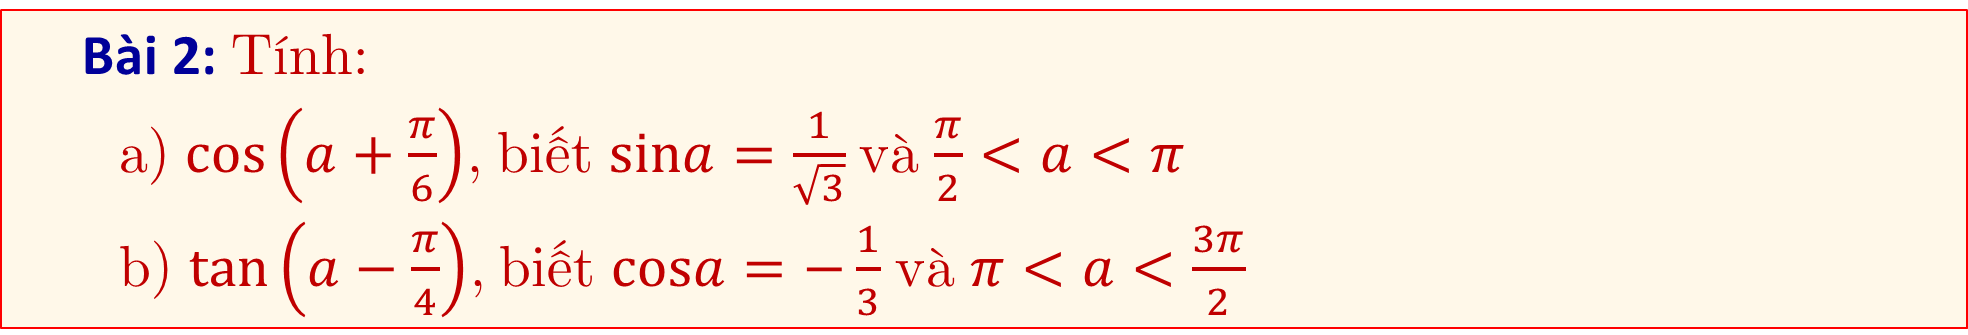 Bài 2: Tính:
a) cos(a + π/6), biết sina = 1/√3 và π/2 < a < π
b) tan(a − π/4), biết cosa = −1/3 và π < a < 3π/2